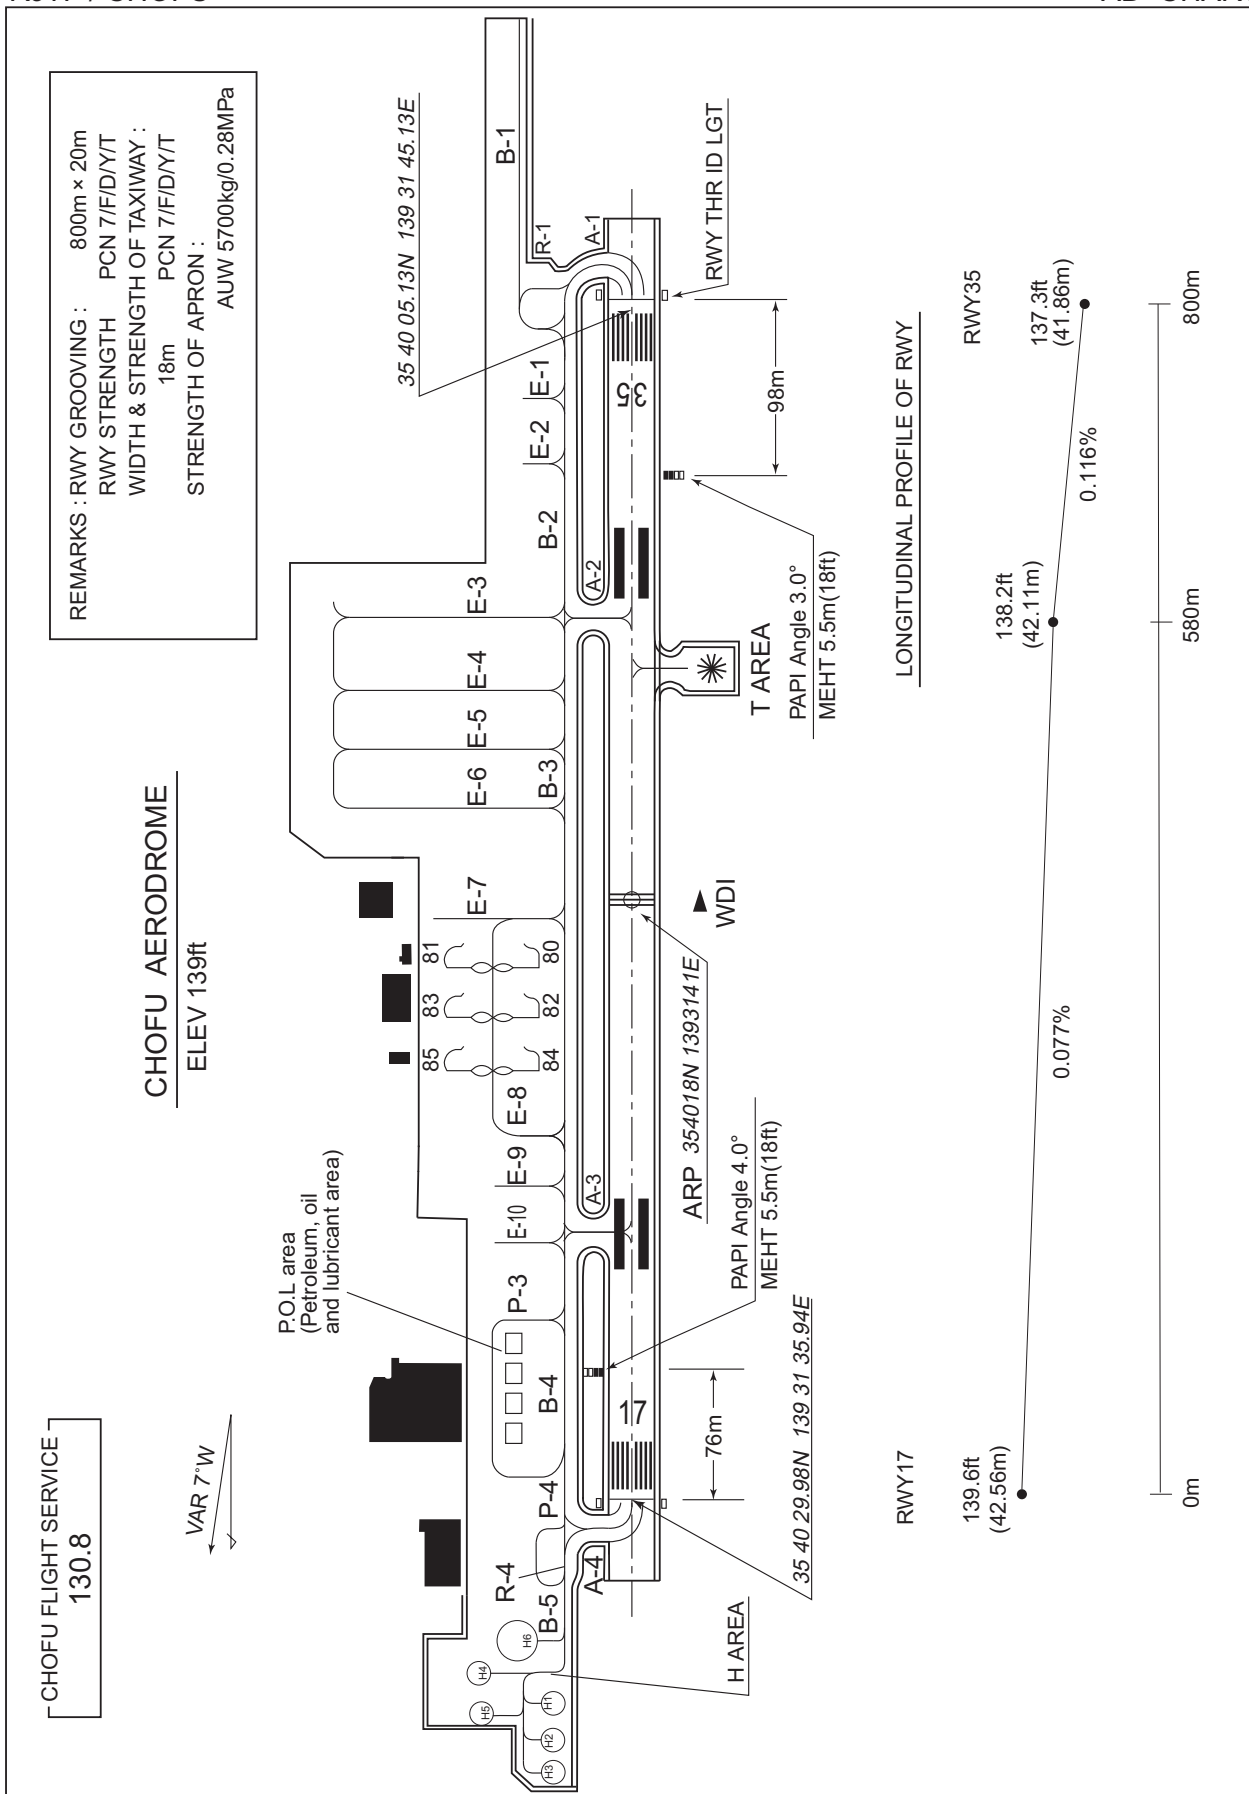 CHOFU FLIGHT SERVICE
130.8
CHOFU AERODROME
ELEV 139ft
REMARKS : RWY GROOVING : 800m × 20m
RWY STRENGTH PCN 7/F/D/Y/T
WIDTH & STRENGTH OF TAXIWAY :
18m PCN 7/F/D/Y/T
STRENGTH OF APRON :
AUW 5700kg/0.28MPa
VAR 7°W
P.O.L area
(Petroleum, oil
and lubricant area)
85
83
81
84
82
80
H4
H5
H6
H1
H2
H3
R-4
B-5
P-4
B-4
P-3
E-10
E-9
E-8
E-7
E-6
B-3
E-5
E-4
E-3
B-2
E-2
E-1
B-1
R-1
A-1
A-2
A-3
A-4
35 40 05.13N 139 31 45.13E
17
35
76m
98m
RWY THR ID LGT
H AREA
35 40 29.98N 139 31 35.94E
PAPI Angle 4.0°
MEHT 5.5m(18ft)
ARP 354018N 1393141E
WDI
T AREA
PAPI Angle 3.0°
MEHT 5.5m(18ft)
LONGITUDINAL PROFILE OF RWY
RWY17
RWY35
139.6ft
(42.56m)
138.2ft
(42.11m)
137.3ft
(41.86m)
0.077%
0.116%
0m
580m
800m